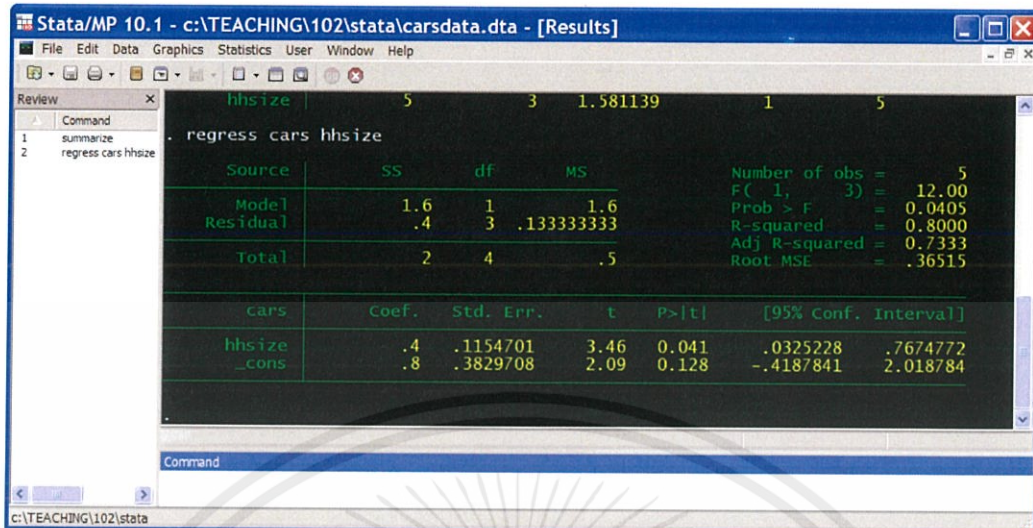 Stata/MP 10.1 - c:\TEACHING\102\stata\carsdata.dta - [Results]
File Edit Data Graphics Statistics User Window Help
Review
Command
1 summarize
2 regress cars hhsize
hhsize 5 3 1.581139 1 5
. regress cars hhsize
Source SS df MS Number of obs = 5
F( 1, 3) = 12.00
Model 1.6 1 1.6 Prob > F = 0.0405
Residual .4 3 .133333333 R-squared = 0.8000
Adj R-squared = 0.7333
Total 2 4 .5 Root MSE = .36515
cars Coef. Std. Err. t P>|t| [95% Conf. Interval]
hhsize .4 .1154701 3.46 0.041 .0325228 .7674772
_cons .8 .3829708 2.09 0.128 -.4187841 2.018784
.
Command
c:\TEACHING\102\stata